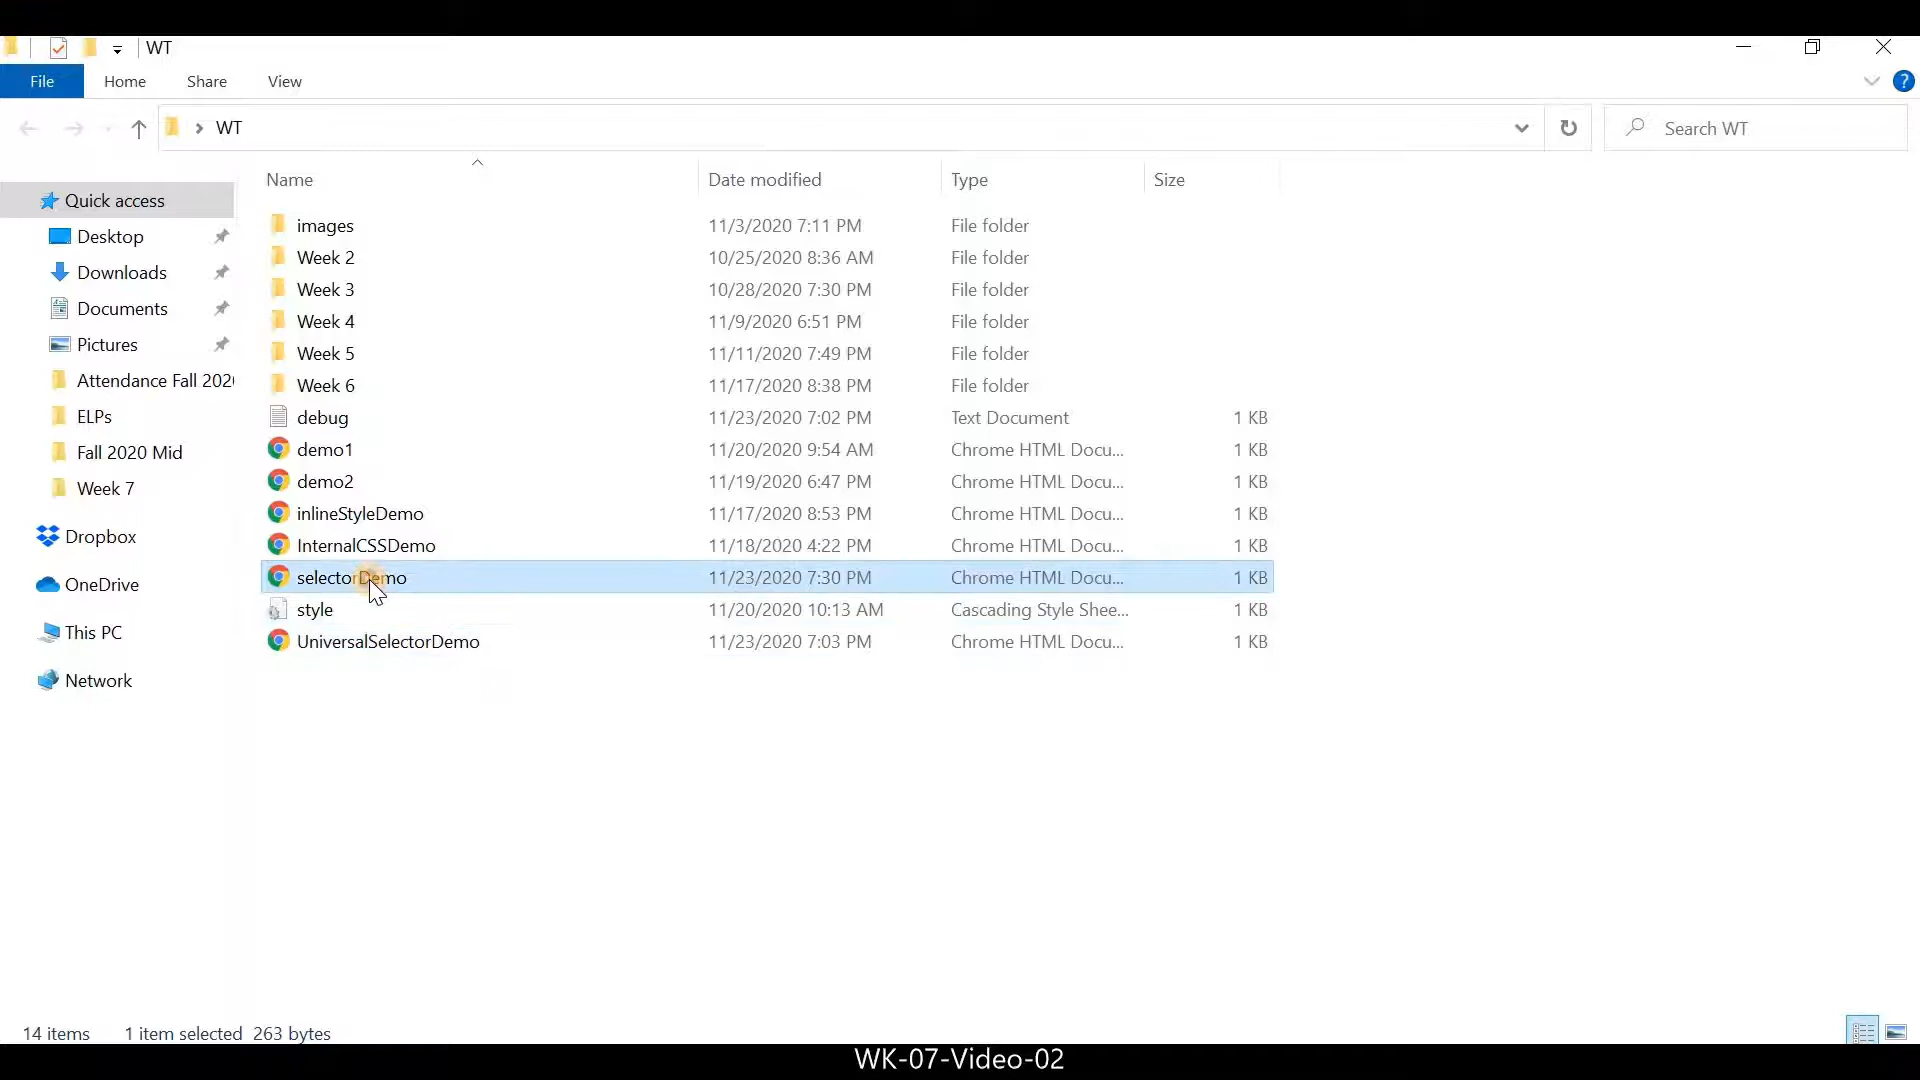 WT
File Home Share View
WT
Search WT
Name Date modified Type Size
Quick access
Desktop
Downloads
Documents
Pictures
Attendance Fall 202
ELPs
Fall 2020 Mid
Week 7
Dropbox
OneDrive
This PC
Network
images 11/3/2020 7:11 PM File folder
Week 2 10/25/2020 8:36 AM File folder
Week 3 10/28/2020 7:30 PM File folder
Week 4 11/9/2020 6:51 PM File folder
Week 5 11/11/2020 7:49 PM File folder
Week 6 11/17/2020 8:38 PM File folder
debug 11/23/2020 7:02 PM Text Document 1 KB
demo1 11/20/2020 9:54 AM Chrome HTML Docu... 1 KB
demo2 11/19/2020 6:47 PM Chrome HTML Docu... 1 KB
inlineStyleDemo 11/17/2020 8:53 PM Chrome HTML Docu... 1 KB
InternalCSSDemo 11/18/2020 4:22 PM Chrome HTML Docu... 1 KB
selectorDemo 11/23/2020 7:30 PM Chrome HTML Docu... 1 KB
style 11/20/2020 10:13 AM Cascading Style Shee... 1 KB
UniversalSelectorDemo 11/23/2020 7:03 PM Chrome HTML Docu... 1 KB
14 items 1 item selected 263 bytes
WK-07-Video-02